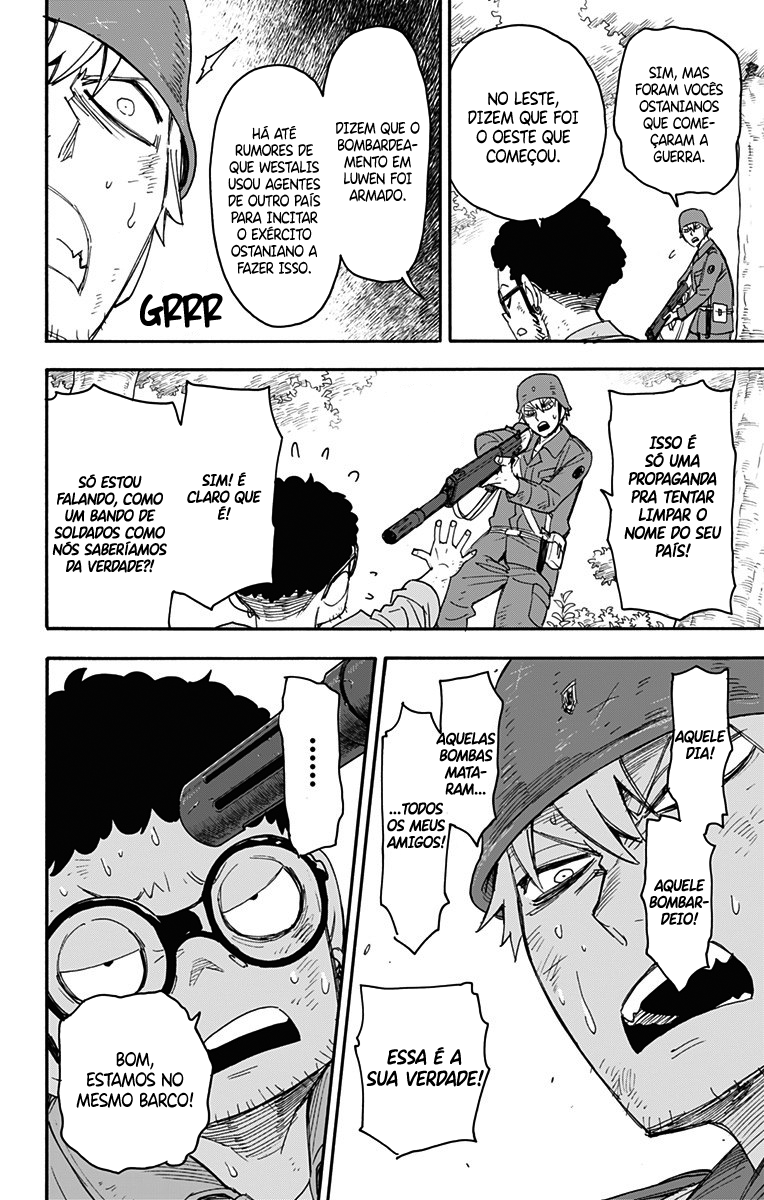 SIM, MAS
FORAM VOCÊS
OSTANIANOS
QUE COME-
ÇARAM A
GUERRA.
NO LESTE,
DIZEM QUE FOI
O OESTE QUE
COMEÇOU.
DIZEM QUE O
BOMBARDEA-
MENTO EM
LUWEN FOI
ARMADO.
HÁ ATÉ
RUMORES DE
QUE WESTALIS
USOU AGENTES
DE OUTRO PAÍS
PARA INCITAR
O EXÉRCITO
OSTANIANO A
FAZER ISSO.
GRRR
ISSO É
SÓ UMA
PROPAGANDA
PRA TENTAR
LIMPAR O
NOME DO SEU
PAÍS!
SIM! É
CLARO QUE
É!
SÓ ESTOU
FALANDO, COMO
UM BANDO DE
SOLDADOS COMO
NÓS SABERÍAMOS
DA VERDADE?!
AQUELE
DIA!
AQUELE
BOMBAR-
DEIO!
AQUELAS
BOMBAS
MATA-
RAM...
...TODOS
OS MEUS
AMIGOS!
ESSA É A
SUA VERDADE!
......
BOM,
ESTAMOS NO
MESMO BARCO!